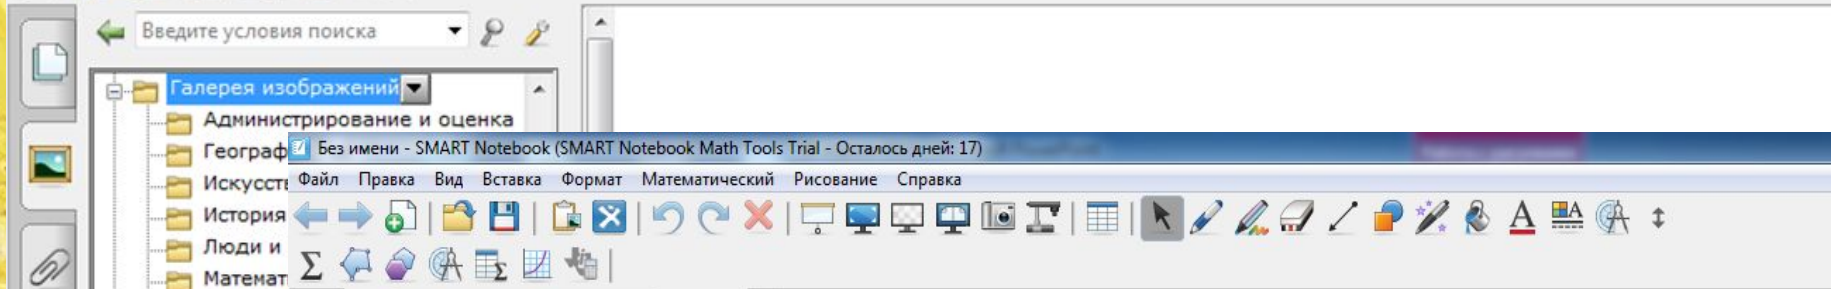 Введите условия поиска
Галерея изображений
Администрирование и оценка
Географ
Искусств
История
Люди и
Математ
Без имени - SMART Notebook (SMART Notebook Math Tools Trial - Осталось дней: 17)
Файл Правка Вид Вставка Формат Математический Рисование Справка